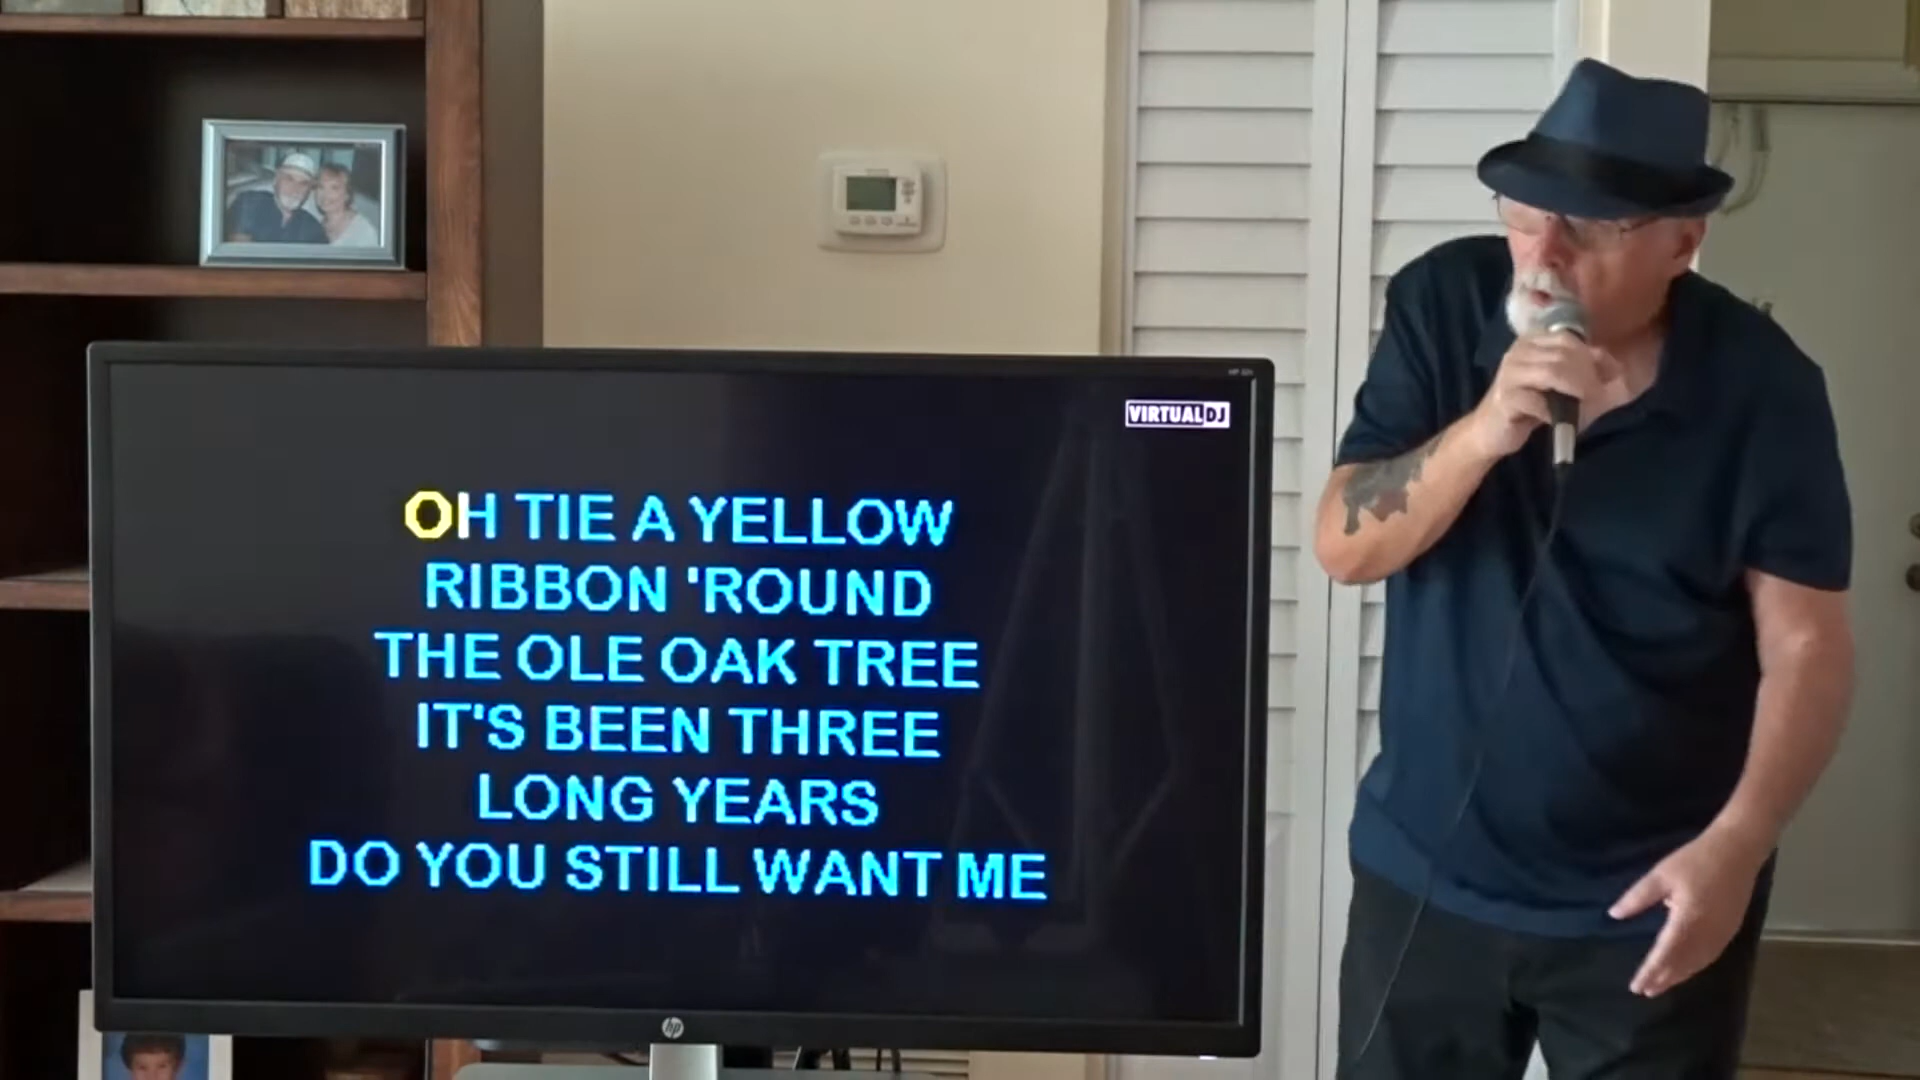 VIRTUALDJ
OH TIE A YELLOW
RIBBON 'ROUND
THE OLE OAK TREE
IT'S BEEN THREE
LONG YEARS
DO YOU STILL WANT ME
hp